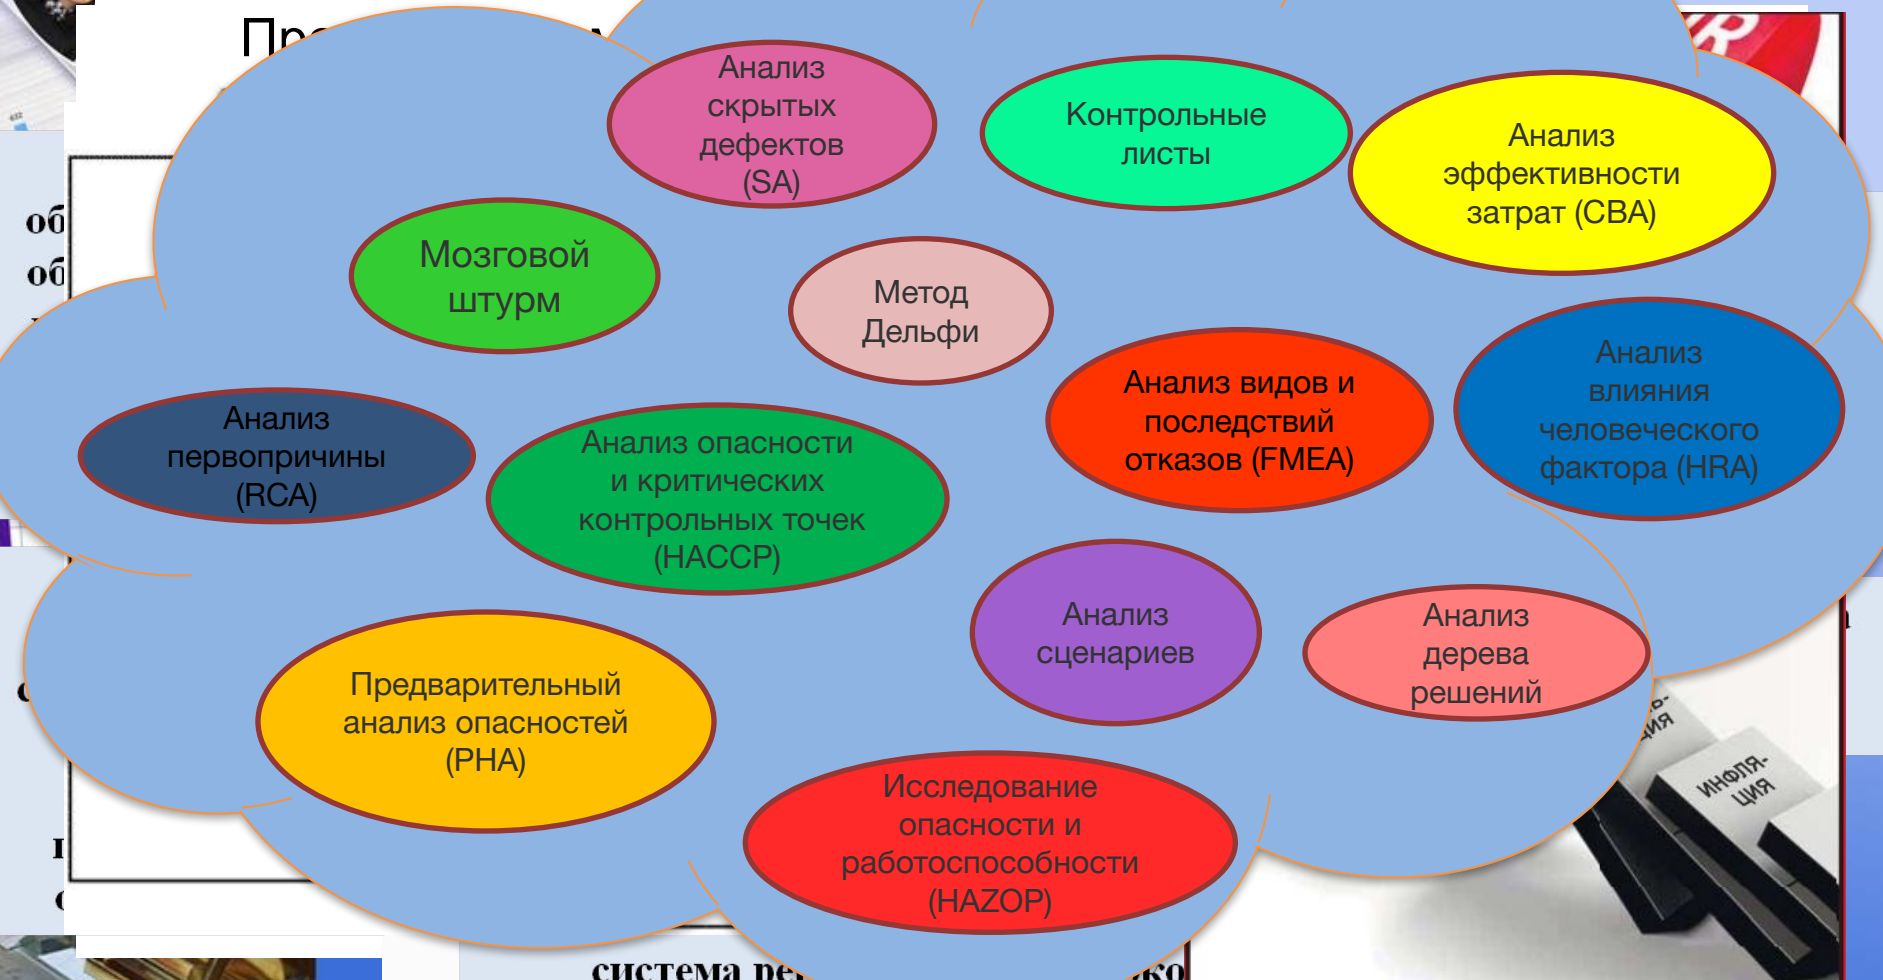 Анализ
скрытых
дефектов
(SA)
Контрольные
листы
Анализ
эффективности
затрат (CBA)
Мозговой
штурм
Метод
Дельфи
Анализ видов и
последствий
отказов (FMEA)
Анализ
влияния
человеческого
фактора (HRA)
Анализ
первопричины
(RCA)
Анализ опасности
и критических
контрольных точек
(HACCP)
Анализ
сценариев
Анализ
дерева
решений
Предварительный
анализ опасностей
(PHA)
Исследование
опасности и
работоспособности
(HAZOP)
ИНФЛЯ-
ЦИЯ
система